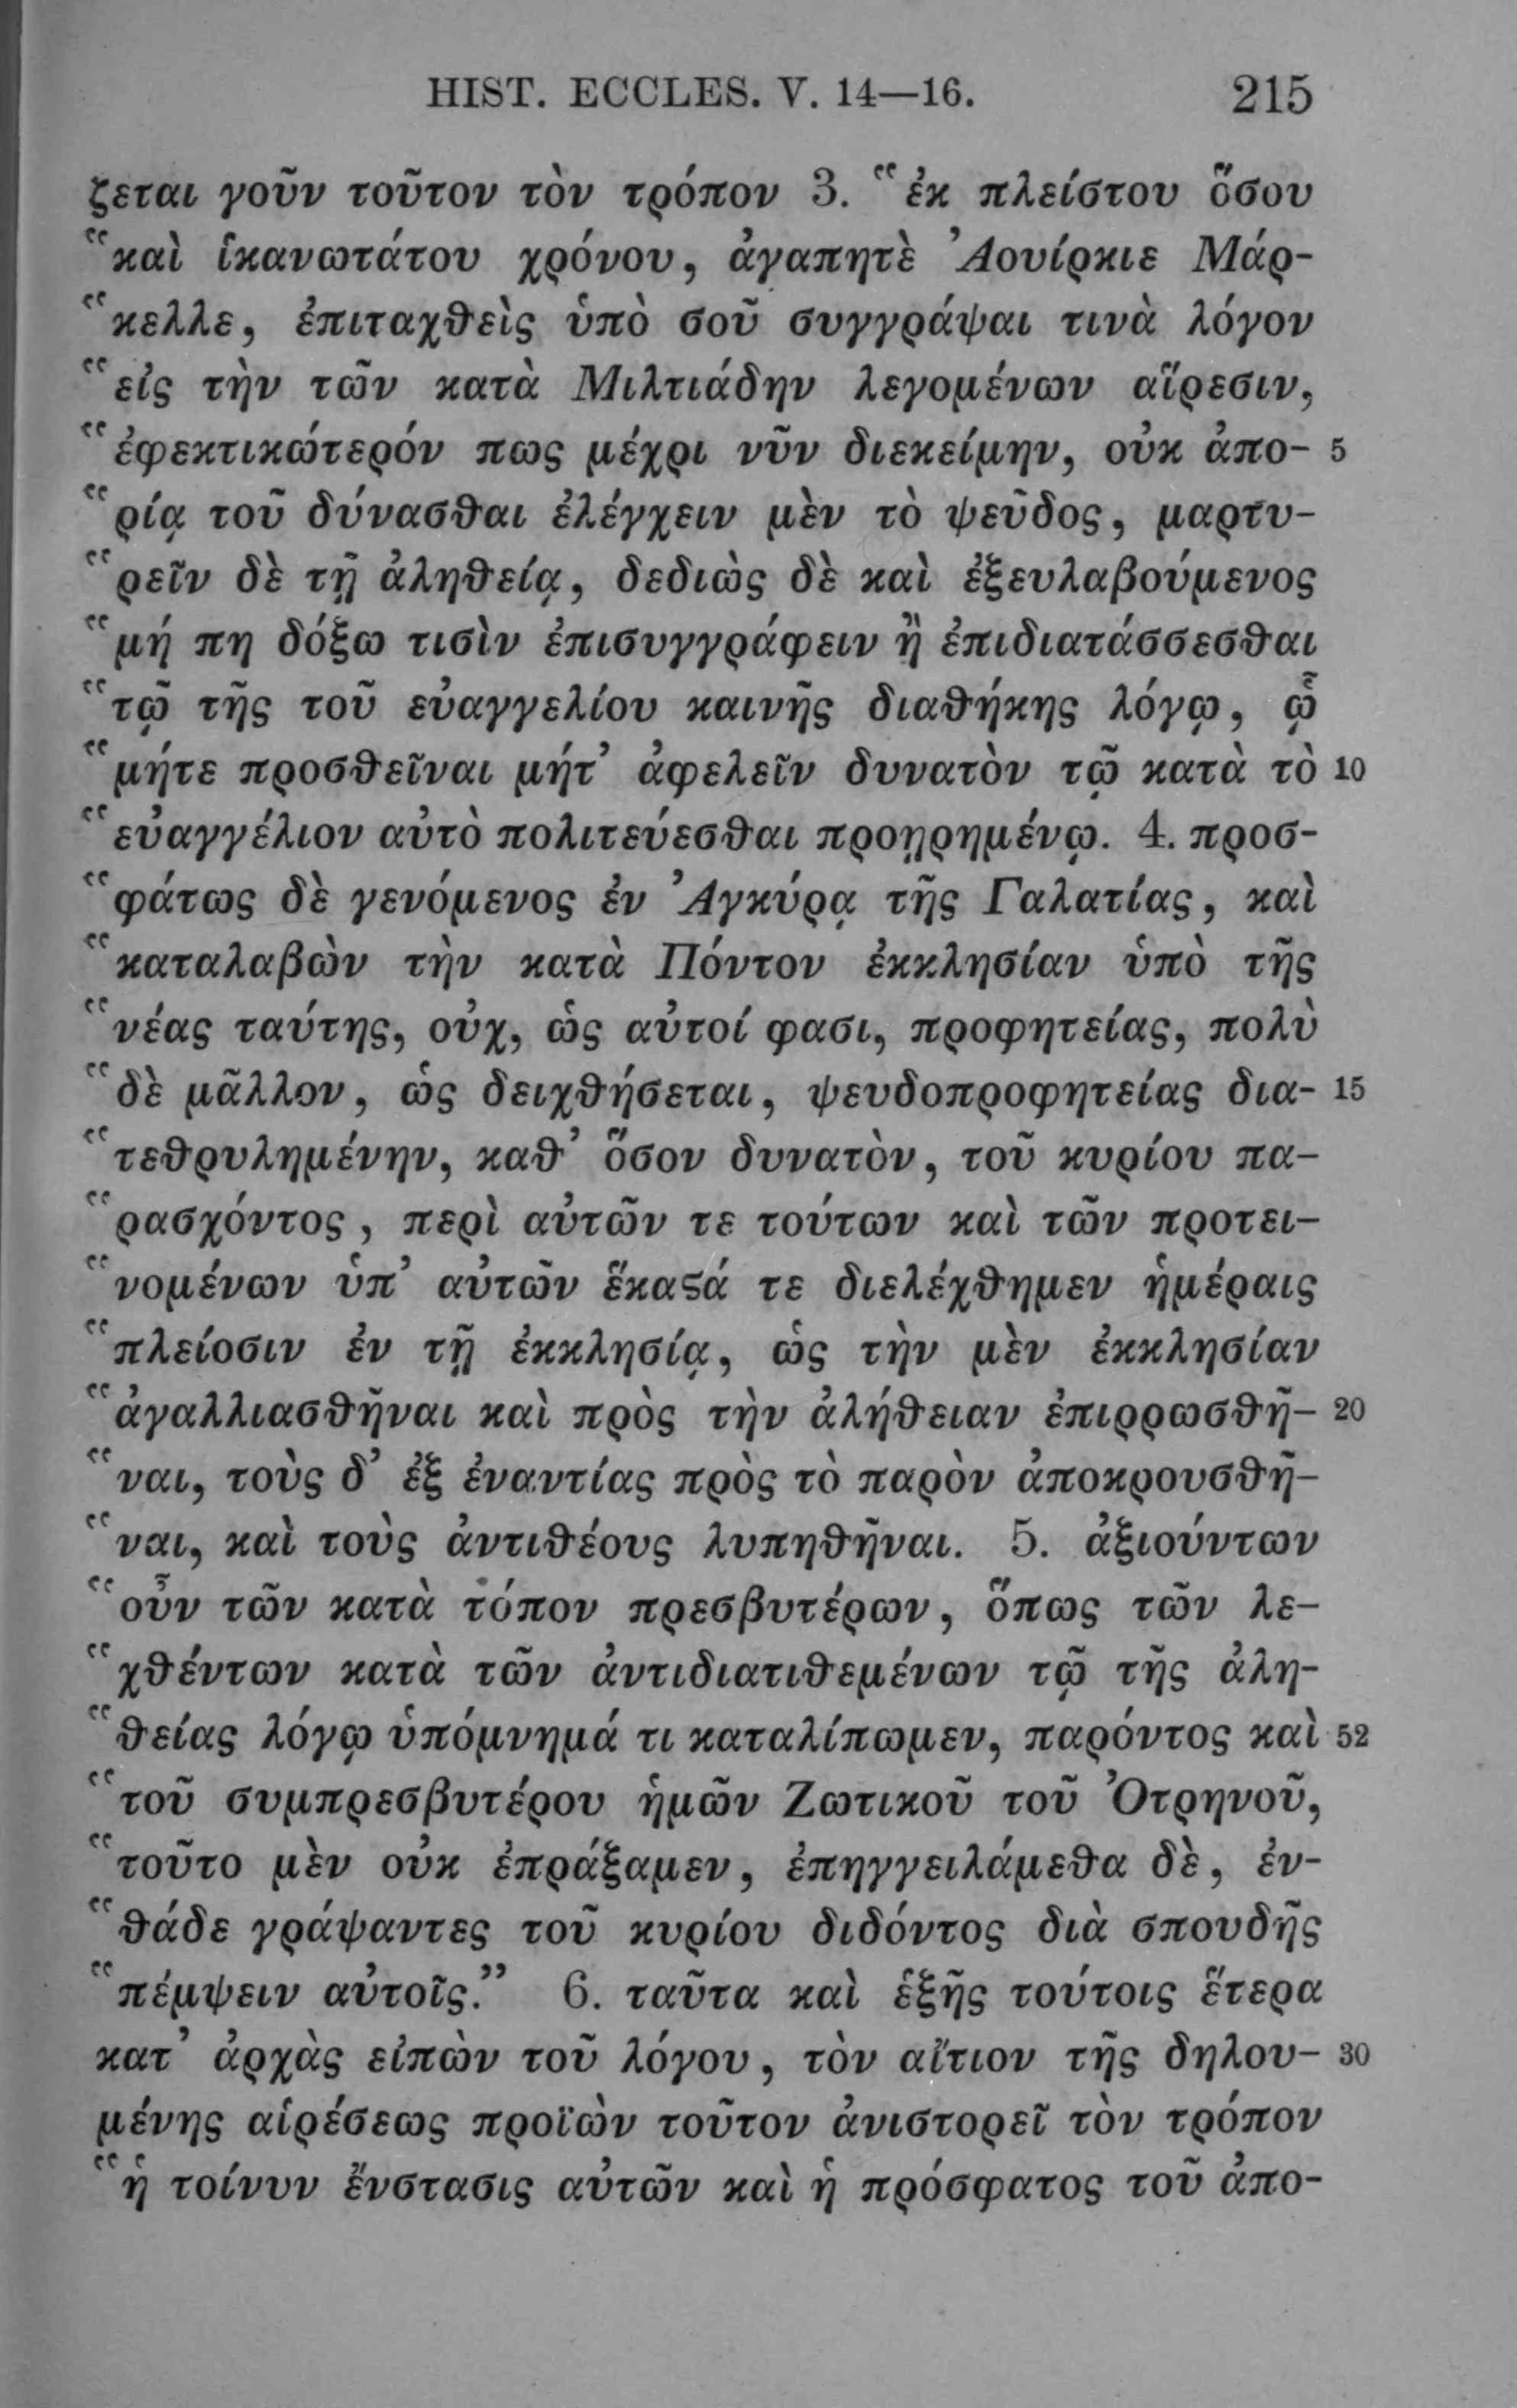 HIST. ECCLES. V. 14—16. 215
ζεται γοῦν τοῦτον τὸν τρόπον 3. “ἐκ πλείστου ὅσου
“καὶ ἱκανωτάτου χρόνου, ἀγαπητὲ Ἀουίρκιε Μάρ-
“κελλε, ἐπιταχθεὶς ὑπὸ σοῦ συγγράψαι τινὰ λόγον
“εἰς τὴν τῶν κατὰ Μιλτιάδην λεγομένων αἵρεσιν,
“ἐφεκτικώτερόν πως μέχρι νῦν διεκείμην, οὐκ ἀπο- 5
“ρίᾳ τοῦ δύνασθαι ἐλέγχειν μὲν τὸ ψεῦδος, μαρτυ-
“ρεῖν δὲ τῇ ἀληθείᾳ, δεδιὼς δὲ καὶ ἐξευλαβούμενος
“μή πη δόξω τισὶν ἐπισυγγράφειν ἢ ἐπιδιατάσσεσθαι
“τῷ τῆς τοῦ εὐαγγελίου καινῆς διαθήκης λόγῳ, ᾧ
“μήτε προσθεῖναι μήτ’ ἀφελεῖν δυνατὸν τῷ κατὰ τὸ 10
“εὐαγγέλιον αὐτὸ πολιτεύεσθαι προῃρημένῳ. 4. προσ-
“φάτως δὲ γενόμενος ἐν Ἀγκύρᾳ τῆς Γαλατίας, καὶ
“καταλαβὼν τὴν κατὰ Πόντον ἐκκλησίαν ὑπὸ τῆς
“νέας ταύτης, οὐχ, ὡς αὐτοί φασι, προφητείας, πολὺ
“δὲ μᾶλλον, ὡς δειχθήσεται, ψευδοπροφητείας δια- 15
“τεθρυλημένην, καθ’ ὅσον δυνατὸν, τοῦ κυρίου πα-
“ρασχόντος, περὶ αὐτῶν τε τούτων καὶ τῶν προτει-
“νομένων ὑπ’ αὐτῶν ἕκαϛά τε διελέχθημεν ἡμέραις
“πλείοσιν ἐν τῇ ἐκκλησίᾳ, ὡς τὴν μὲν ἐκκλησίαν
“ἀγαλλιασθῆναι καὶ πρὸς τὴν ἀλήθειαν ἐπιρρωσθῆ- 20
“ναι, τοὺς δ’ ἐξ ἐναντίας πρὸς τὸ παρὸν ἀποκρουσθῆ-
“ναι, καὶ τοὺς ἀντιθέους λυπηθῆναι. 5. ἀξιούντων
“οὖν τῶν κατὰ τόπον πρεσβυτέρων, ὅπως τῶν λε-
“χθέντων κατὰ τῶν ἀντιδιατιθεμένων τῷ τῆς ἀλη-
“θείας λόγῳ ὑπόμνημά τι καταλίπωμεν, παρόντος καὶ 52
“τοῦ συμπρεσβυτέρου ἡμῶν Ζωτικοῦ τοῦ Ὀτρηνοῦ,
“τοῦτο μὲν οὐκ ἐπράξαμεν, ἐπηγγειλάμεθα δὲ, ἐν-
“θάδε γράψαντες τοῦ κυρίου διδόντος διὰ σπουδῆς
“πέμψειν αὐτοῖς.” 6. ταῦτα καὶ ἑξῆς τούτοις ἕτερα
κατ’ ἀρχὰς εἰπὼν τοῦ λόγου, τὸν αἴτιον τῆς δηλου- 30
μένης αἱρέσεως προϊὼν τοῦτον ἀνιστορεῖ τὸν τρόπον
“ἡ τοίνυν ἔνστασις αὐτῶν καὶ ἡ πρόσφατος τοῦ ἀπο-